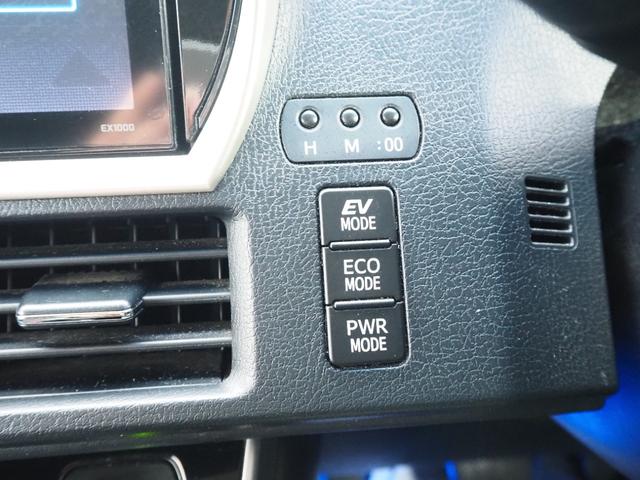 EX1000
H M :00
EV
MODE
ECO
MODE
PWR
MODE